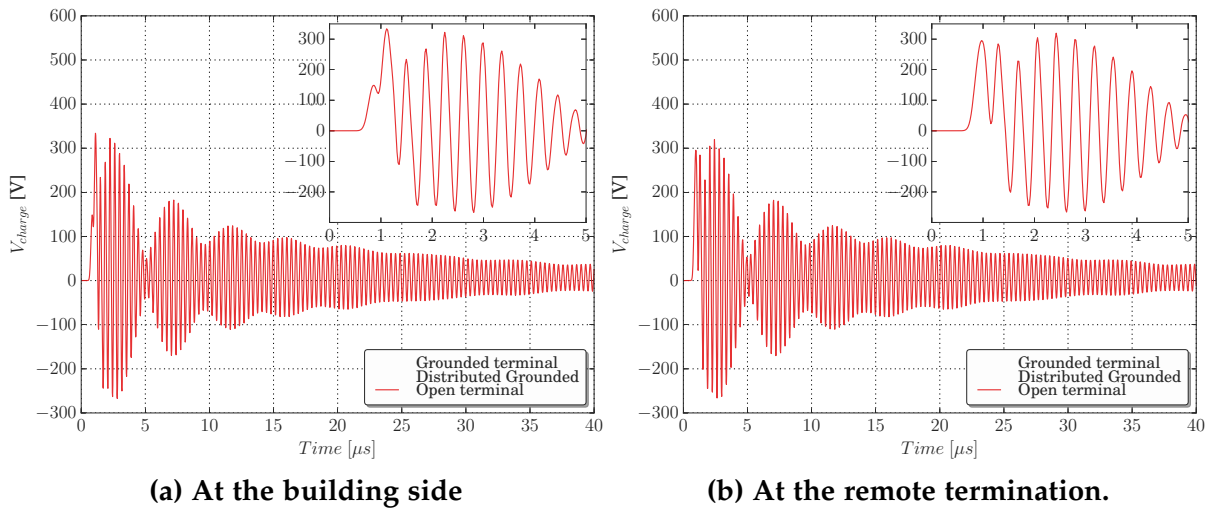 600
500
400
300
200
100
0
−100
−200
−300
V_charge [V]
0 5 10 15 20 25 30 35 40
Time [μs]
300
200
100
0
−100
−200
0 1 2 3 4 5
Grounded terminal
Distributed Grounded
Open terminal
(a) At the building side
600
500
400
300
200
100
0
−100
−200
−300
V_charge [V]
0 5 10 15 20 25 30 35 40
Time [μs]
300
200
100
0
−100
−200
0 1 2 3 4 5
Grounded terminal
Distributed Grounded
Open terminal
(b) At the remote termination.